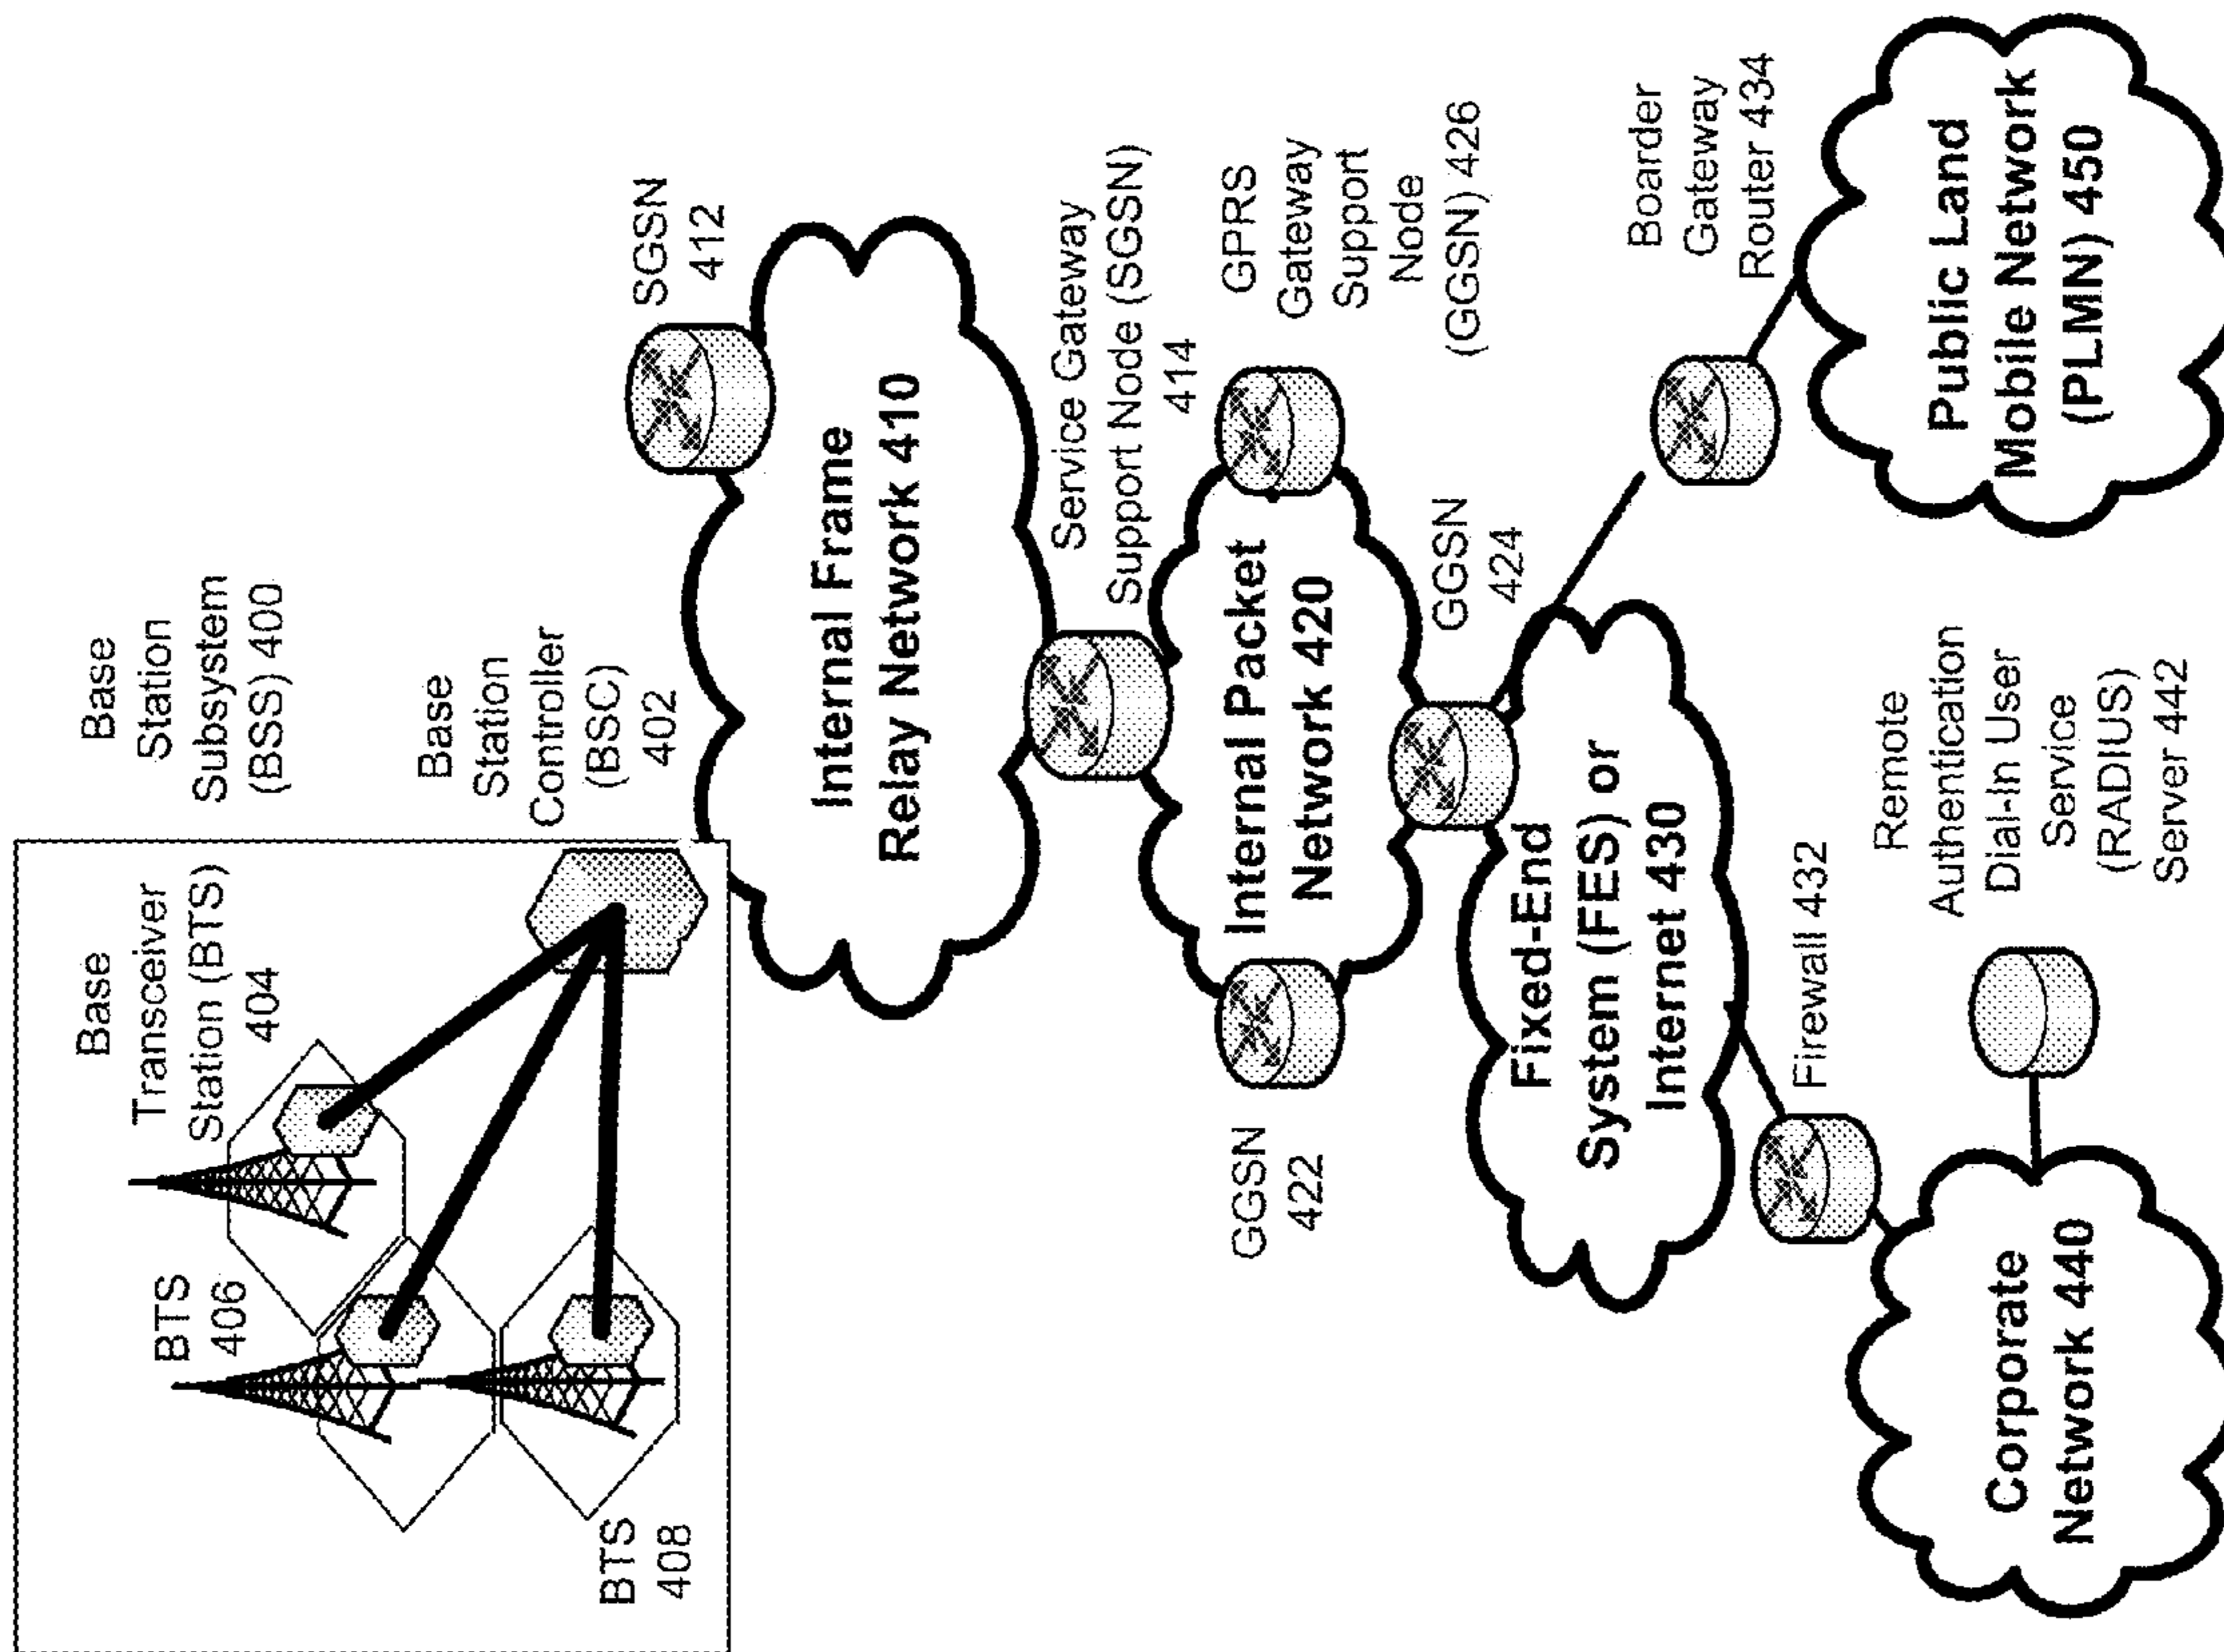 Base
Station
Subsystem
(BSS) 400
Base
Transceiver
Station (BTS)
404
BTS
406
BTS
408
Base
Station
Controller
(BSC)
402
SGSN
412
Internal Frame
Relay Network 410
Service Gateway
Support Node (SGSN)
414
GGSN
422
Internal Packet
Network 420
GPRS
Gateway
Support
Node
(GGSN) 426
GGSN
424
Fixed-End
System (FES) or
Internet 430
Boarder
Gateway
Router 434
Firewall 432
Remote
Authentication
Dial-In User
Service
(RADIUS)
Server 442
Corporate
Network 440
Public Land
Mobile Network
(PLMN) 450